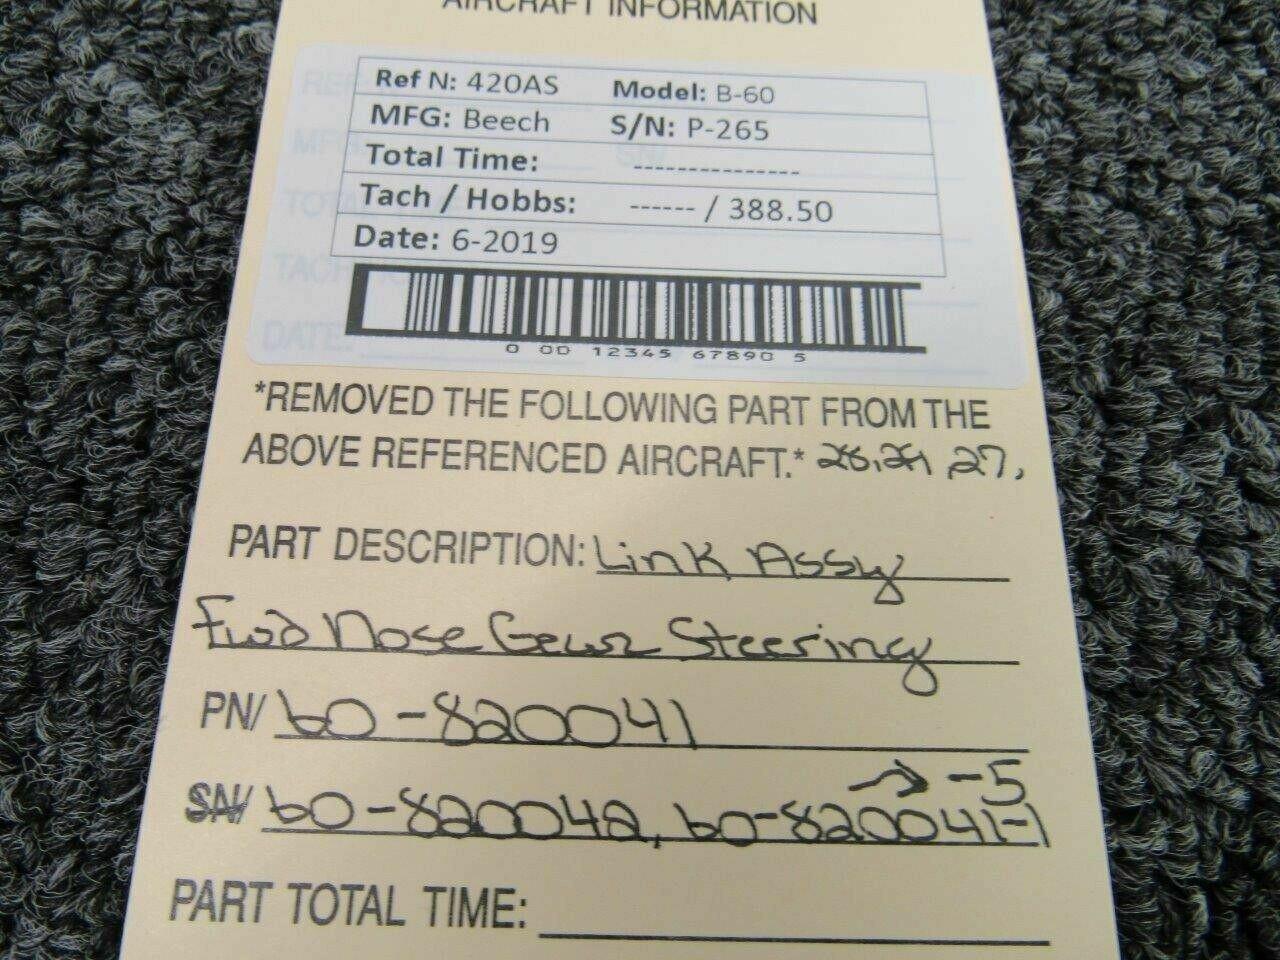 AIRCRAFT INFORMATION
Ref N: 420AS Model: B-60
MFG: Beech S/N: P-265
Total Time: ---------------
Tach / Hobbs: ------ / 388.50
Date: 6-2019
0 00 12345 67890 5
*REMOVED THE FOLLOWING PART FROM THE
ABOVE REFERENCED AIRCRAFT.* 27,
PART DESCRIPTION: Link Assy
Fwd Nose Gear Steering
PN/ 60-820041
→ -5
SN/ 60-820042, 60-820041-1
PART TOTAL TIME: